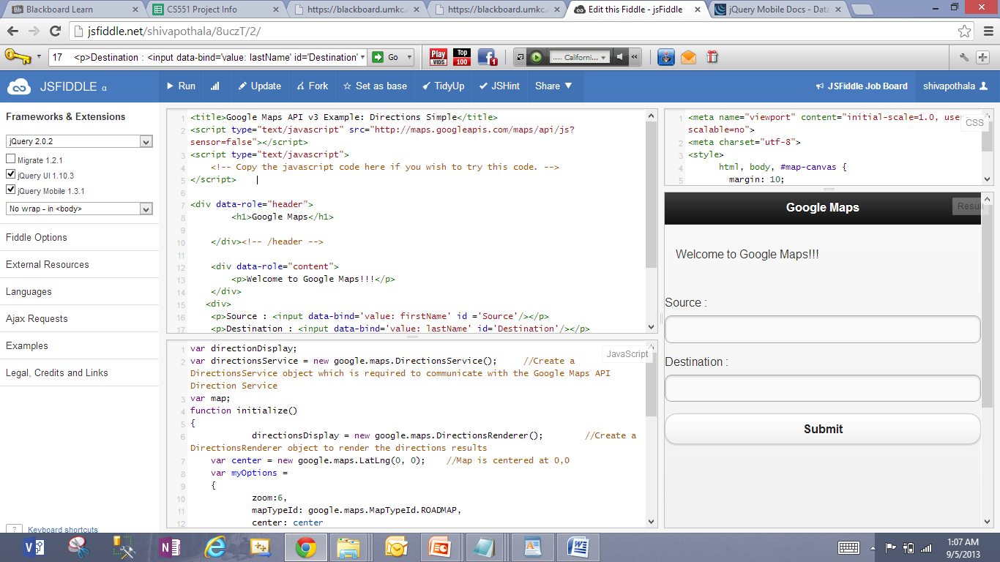 Blackboard Learn
CS551 Project Info
https://blackboard.umkc.
https://blackboard.umkc.
Edit this Fiddle - jsFiddle
jQuery Mobile Docs - Data
jsfiddle.net/shivapothala/8uczT/2/
17 <p>Destination : <input data-bind='value: lastName' id='Destination'
Go
Play VIDS
Top 100
1
..... Californi...
JSFIDDLE α
Run
Update
Fork
Set as base
TidyUp
JSHint
Share
JSFiddle Job Board
shivapothala
Frameworks & Extensions
jQuery 2.0.2
Migrate 1.2.1
jQuery UI 1.10.3
jQuery Mobile 1.3.1
No wrap - in <body>
Fiddle Options
External Resources
Languages
Ajax Requests
Examples
Legal, Credits and Links
? Keyboard shortcuts
1 <title>Google Maps API v3 Example: Directions Simple</title>
2 <script type="text/javascript" src="http://maps.googleapis.com/maps/api/js?
sensor=false"></script>
3 <script type="text/javascript">
4 <!-- Copy the javascript code here if you wish to try this code. -->
5 </script>
6
7 <div data-role="header">
8 <h1>Google Maps</h1>
9
10 </div><!-- /header -->
11
12 <div data-role="content">
13 <p>Welcome to Google Maps!!!</p>
14 </div>
15 <div>
16 <p>Source : <input data-bind='value: firstName' id ='Source'/></p>
17 <p>Destination : <input data-bind='value: lastName' id='Destination'/></p>
JavaScript
1 var directionDisplay;
2 var directionsService = new google.maps.DirectionsService(); //Create a
DirectionsService object which is required to communicate with the Google Maps API
Direction Service
3 var map;
4 function initialize()
5 {
6 directionsDisplay = new google.maps.DirectionsRenderer(); //Create a
DirectionsRenderer object to render the directions results
7 var center = new google.maps.LatLng(0, 0); //Map is centered at 0,0
8 var myOptions =
9 {
10 zoom:6,
11 mapTypeId: google.maps.MapTypeId.ROADMAP,
12 center: center
CSS
1 <meta name="viewport" content="initial-scale=1.0, user-
scalable=no">
2 <meta charset="utf-8">
3 <style>
4 html, body, #map-canvas {
5 margin: 10;
Google Maps
Result
Welcome to Google Maps!!!
Source :
Destination :
Submit
1:07 AM
9/5/2013